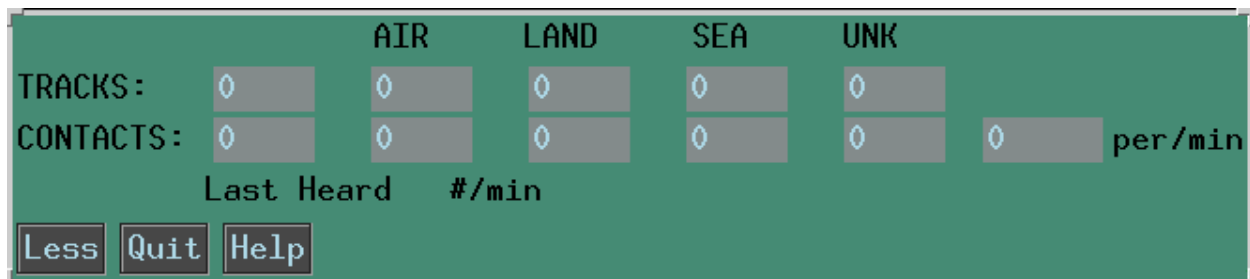 AIR LAND SEA UNK
TRACKS: 0 0 0 0 0
CONTACTS: 0 0 0 0 0 0 per/min
Last Heard #/min
Less Quit Help